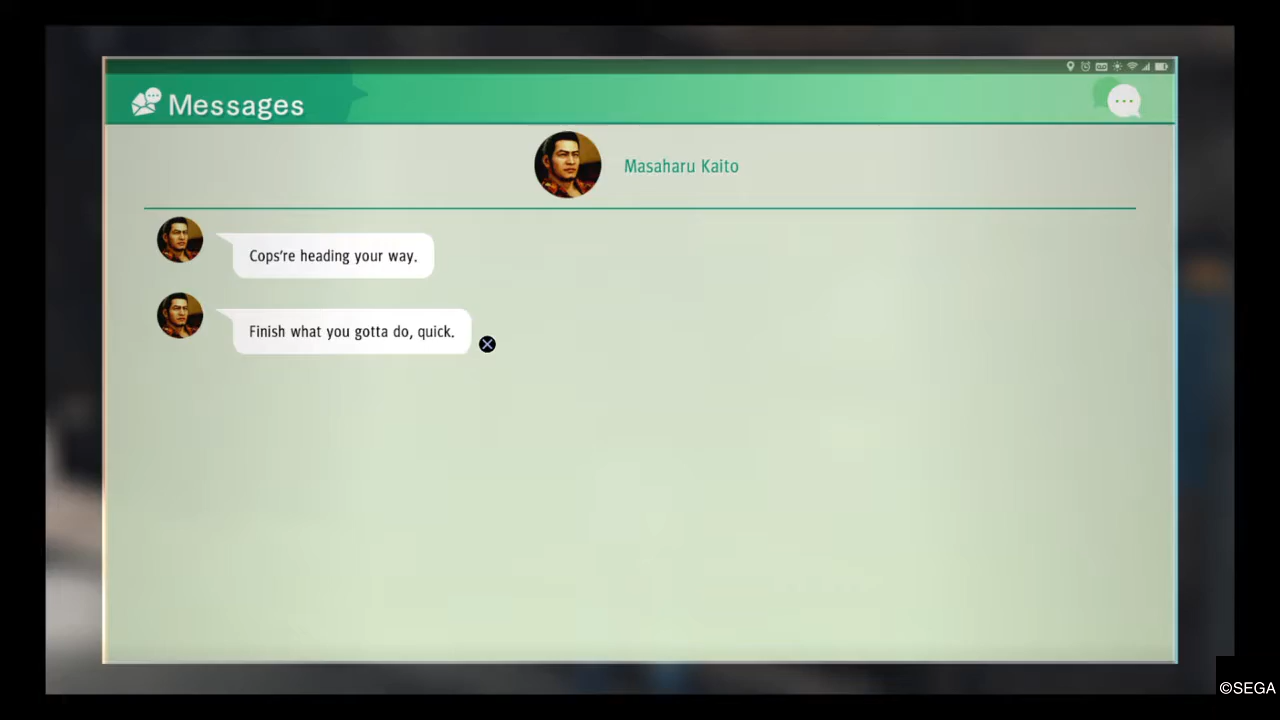 Messages
Masaharu Kaito
Cops're heading your way.
Finish what you gotta do, quick.
©SEGA